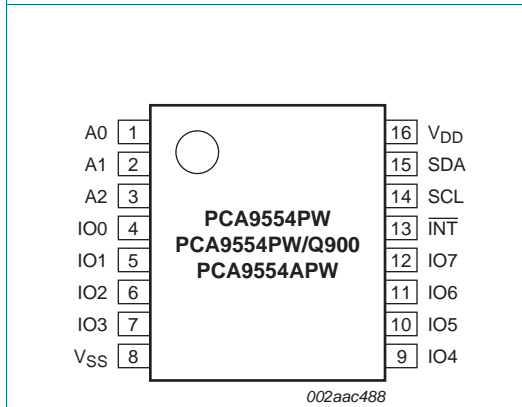 A0 1
A1 2
A2 3
IO0 4
IO1 5
IO2 6
IO3 7
VSS 8
PCA9554PW
PCA9554PW/Q900
PCA9554APW
16 VDD
15 SDA
14 SCL
13 INT
12 IO7
11 IO6
10 IO5
9 IO4
002aac488